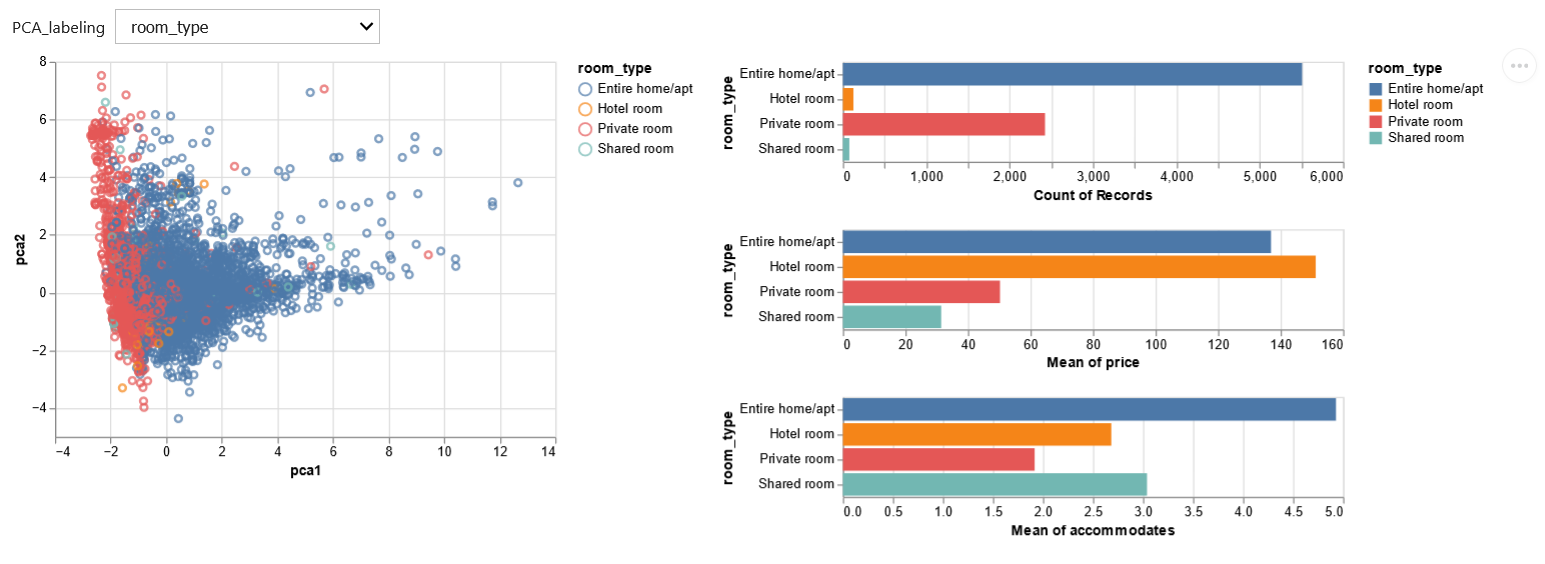 PCA_labeling room_type
8
6
4
2
0
−2
−4
pca2
−4 −2 0 2 4 6 8 10 12 14
pca1
room_type
Entire home/apt
Hotel room
Private room
Shared room
room_type
Entire home/apt
Hotel room
Private room
Shared room
0 1,000 2,000 3,000 4,000 5,000 6,000
Count of Records
room_type
Entire home/apt
Hotel room
Private room
Shared room
0 20 40 60 80 100 120 140 160
Mean of price
room_type
Entire home/apt
Hotel room
Private room
Shared room
0.0 0.5 1.0 1.5 2.0 2.5 3.0 3.5 4.0 4.5 5.0
Mean of accommodates
room_type
Entire home/apt
Hotel room
Private room
Shared room